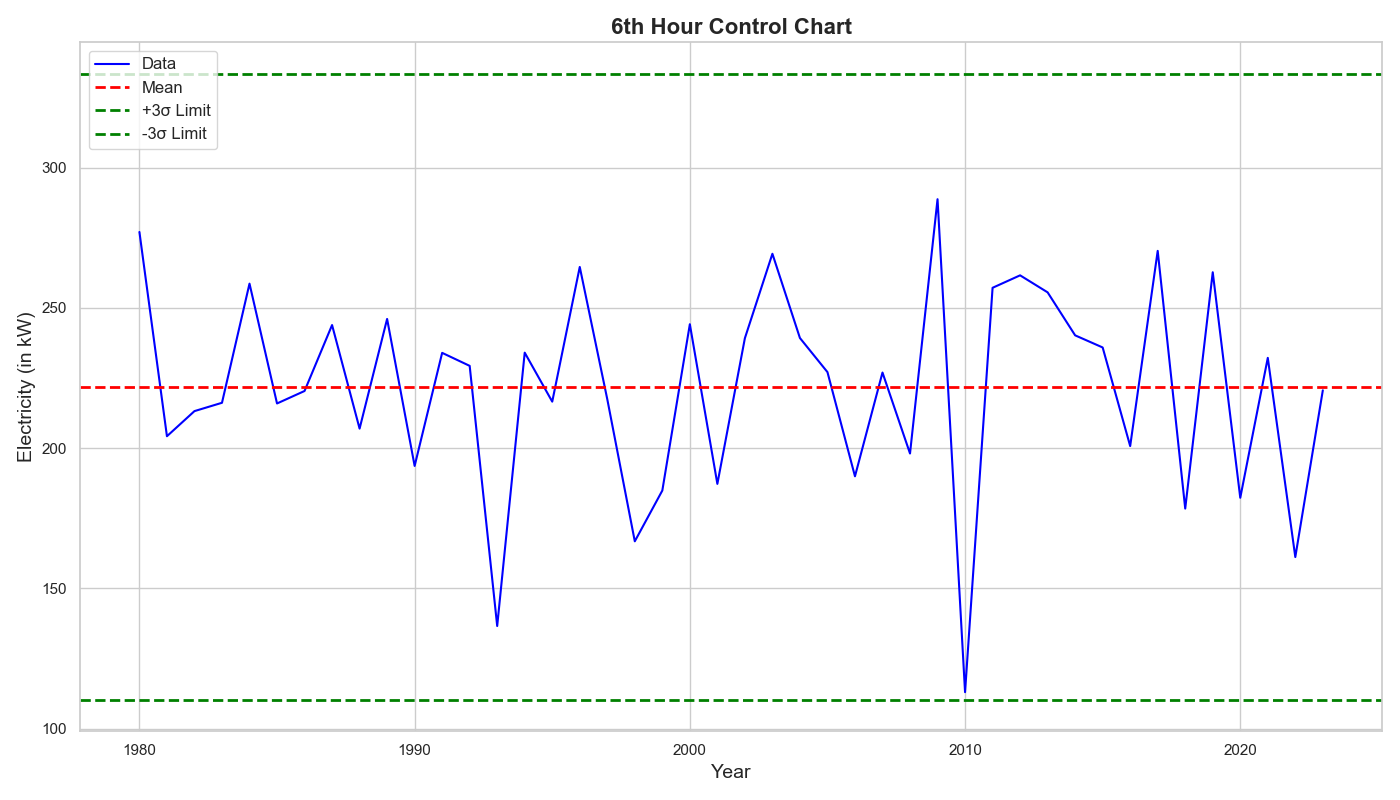 6th Hour Control Chart
Data
Mean
+3σ Limit
-3σ Limit
Electricity (in kW)
300
250
200
150
100
1980
1990
2000
2010
2020
Year